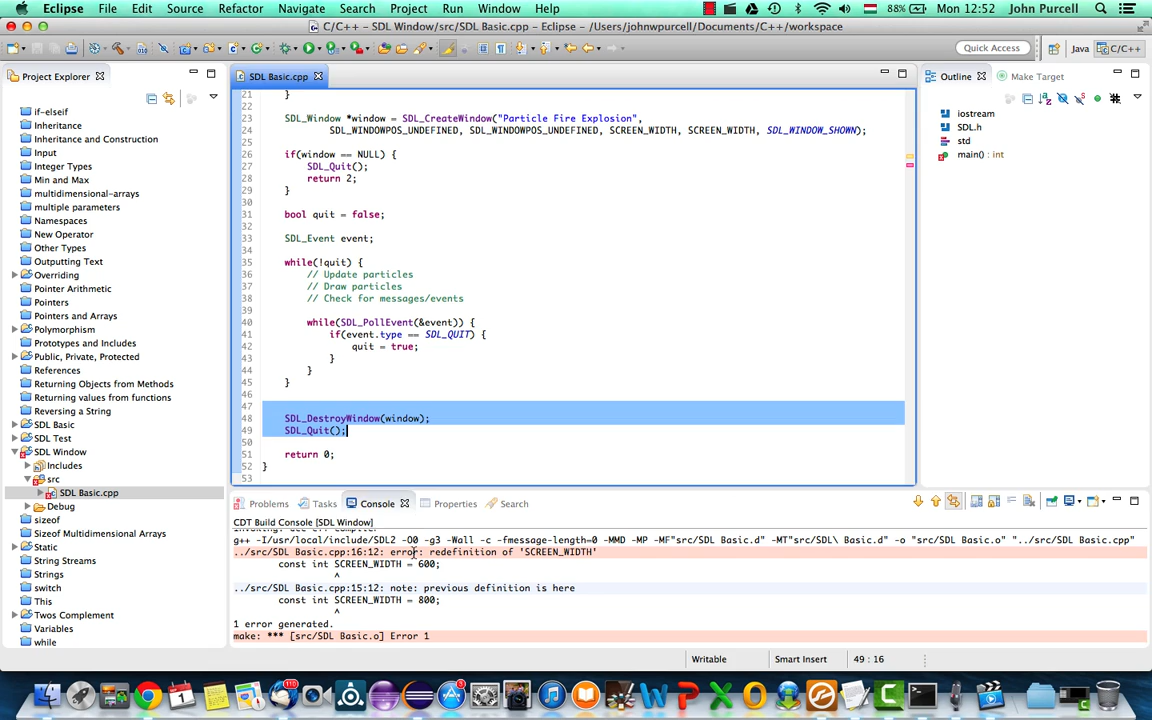 Eclipse File Edit Source Refactor Navigate Search Project Run Window Help 88% Mon 12:52 John Purcell
C/C++ - SDL Window/src/SDL Basic.cpp - Eclipse - /Users/johnwpurcell/Documents/C++/workspace
Quick Access Java C/C++
Project Explorer
if-elseif
Inheritance
Inheritance and Construction
Input
Integer Types
Min and Max
multidimensional-arrays
multiple parameters
Namespaces
New Operator
Other Types
Outputting Text
Overriding
Pointer Arithmetic
Pointers
Pointers and Arrays
Polymorphism
Prototypes and Includes
Public, Private, Protected
References
Returning Objects from Methods
Returning values from functions
Reversing a String
SDL Basic
SDL Test
SDL Window
Includes
src
SDL Basic.cpp
Debug
sizeof
Sizeof Multidimensional Arrays
Static
String Streams
Strings
switch
This
Twos Complement
Variables
while
SDL Basic.cpp
21 }
22
23 SDL_Window *window = SDL_CreateWindow("Particle Fire Explosion",
24 SDL_WINDOWPOS_UNDEFINED, SDL_WINDOWPOS_UNDEFINED, SCREEN_WIDTH, SCREEN_WIDTH, SDL_WINDOW_SHOWN);
25
26 if(window == NULL) {
27 SDL_Quit();
28 return 2;
29 }
30
31 bool quit = false;
32
33 SDL_Event event;
34
35 while(!quit) {
36 // Update particles
37 // Draw particles
38 // Check for messages/events
39
40 while(SDL_PollEvent(&event)) {
41 if(event.type == SDL_QUIT) {
42 quit = true;
43 }
44 }
45 }
46
47
48 SDL_DestroyWindow(window);
49 SDL_Quit();
50
51 return 0;
52 }
53
Outline Make Target
iostream
SDL.h
std
main() : int
Problems Tasks Console Properties Search
CDT Build Console [SDL Window]
g++ -I/usr/local/include/SDL2 -O0 -g3 -Wall -c -fmessage-length=0 -MMD -MP -MF"src/SDL Basic.d" -MT"src/SDL\ Basic.d" -o "src/SDL Basic.o" "../src/SDL Basic.cpp"
../src/SDL Basic.cpp:16:12: error: redefinition of 'SCREEN_WIDTH'
const int SCREEN_WIDTH = 600;
^
../src/SDL Basic.cpp:15:12: note: previous definition is here
const int SCREEN_WIDTH = 800;
^
1 error generated.
make: *** [src/SDL Basic.o] Error 1
Writable Smart Insert 49 : 16